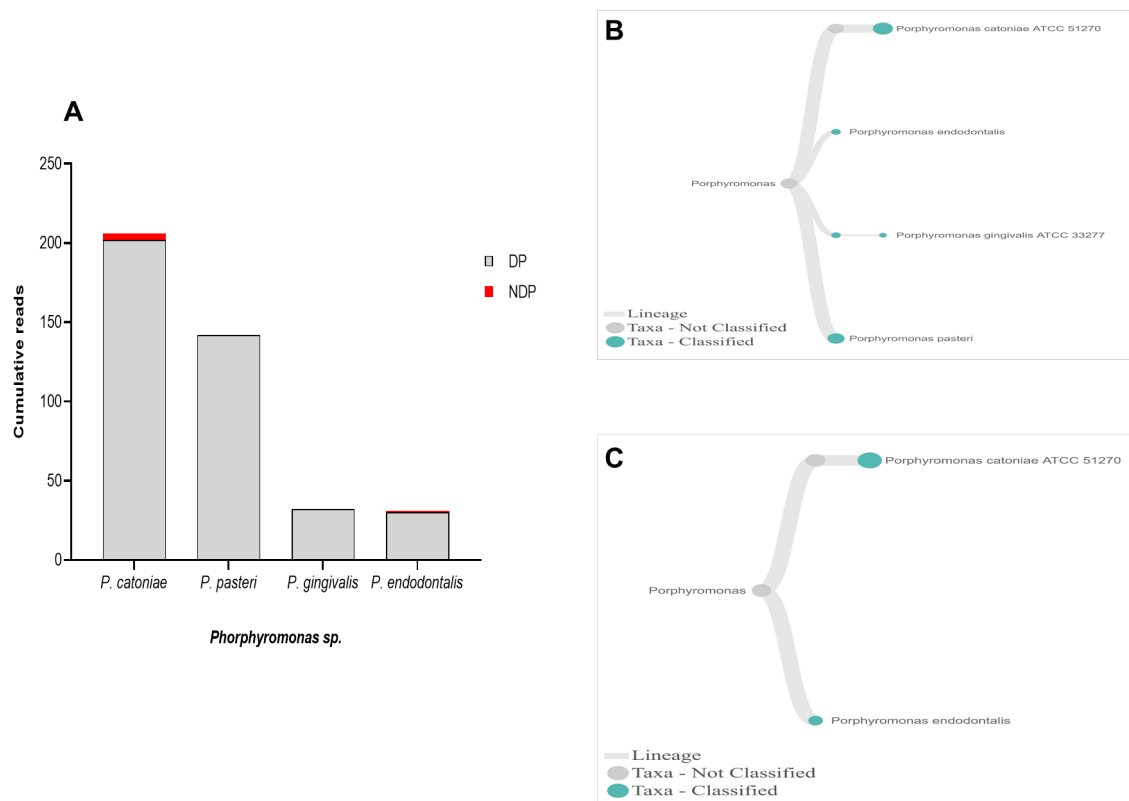 A
250
200
150
100
50
0
Cumulative reads
DP
NDP
P. catoniae P. pasteri P. gingivalis P. endodontalis
Phorphyromonas sp.
B
Porphyromonas catoniae ATCC 51270
Porphyromonas endodontalis
Porphyromonas
Porphyromonas gingivalis ATCC 33277
Porphyromonas pasteri
Lineage
Taxa - Not Classified
Taxa - Classified
C
Porphyromonas catoniae ATCC 51270
Porphyromonas
Porphyromonas endodontalis
Lineage
Taxa - Not Classified
Taxa - Classified